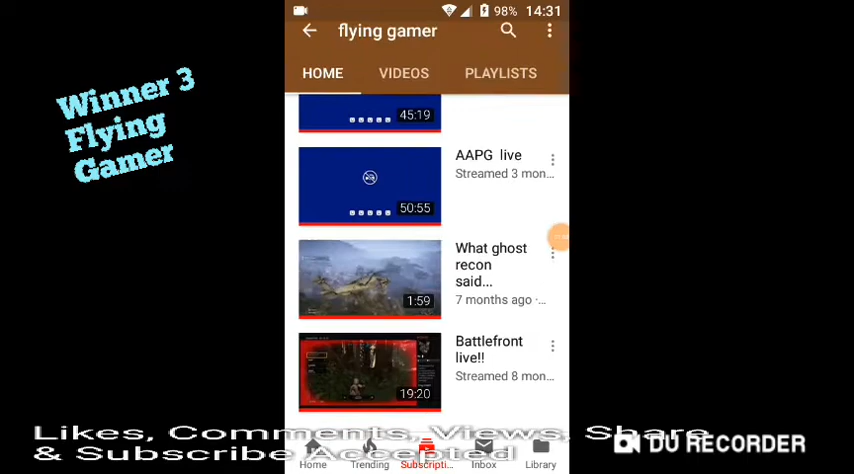 98% 14:31
flying gamer
HOME VIDEOS PLAYLISTS
Winner 3
Flying
Gamer
45:19
AAPG live
Streamed 3 mon...
50:55
What ghost
recon
said...
7 months ago ·...
1:59
Battlefront
live!!
Streamed 8 mon...
19:20
Likes, Comments, Views, Share
& Subscribe Accepted
DU RECORDER
Home Trending Subscripti... Inbox Library